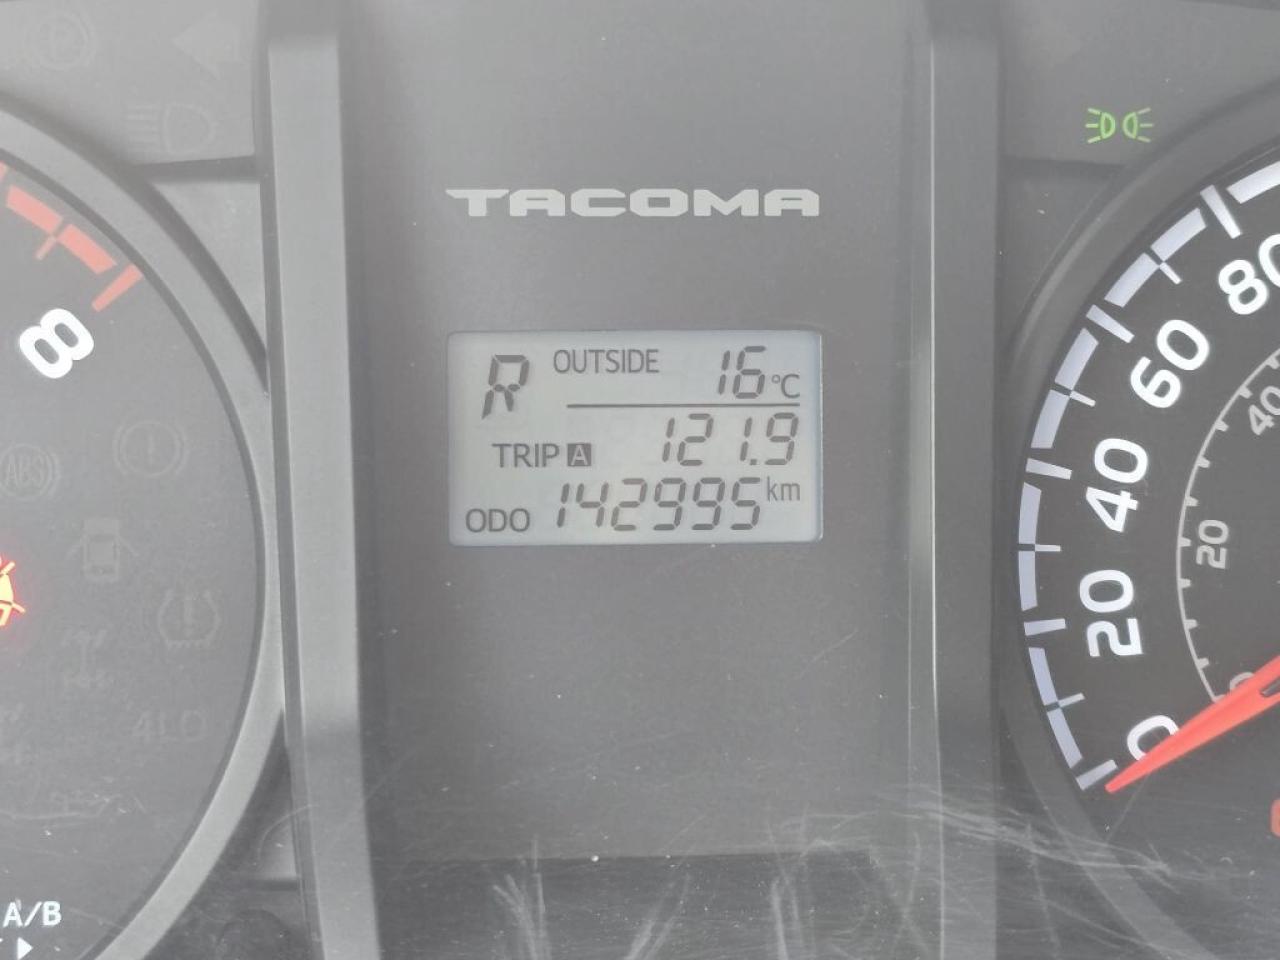 TACOMA
R OUTSIDE 16°C
TRIP A 121.9
ODO 142995 km
8
ABS
4LO
A/B
80
60
40
20
0
40
20